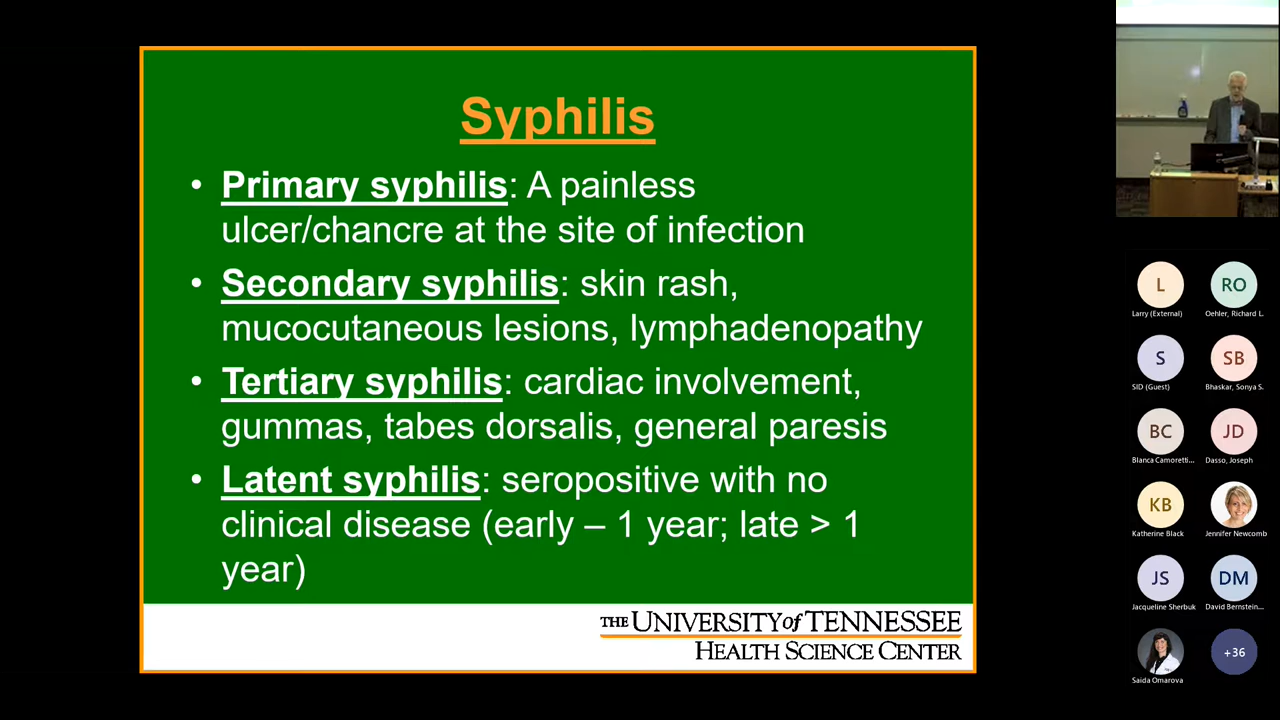 Syphilis
• Primary syphilis: A painless
ulcer/chancre at the site of infection
• Secondary syphilis: skin rash,
mucocutaneous lesions, lymphadenopathy
• Tertiary syphilis: cardiac involvement,
gummas, tabes dorsalis, general paresis
• Latent syphilis: seropositive with no
clinical disease (early – 1 year; late > 1
year)
THE UNIVERSITY of TENNESSEE
HEALTH SCIENCE CENTER
L
Larry (External)
RO
Oehler, Richard L.
S
SID (Guest)
SB
Bhaskar, Sonya S.
BC
Blanca Camoretti...
JD
Dasso, Joseph
KB
Katherine Black
Jennifer Newcomb
JS
Jacqueline Sherbuk
DM
David Bernstein...
Saida Omarova
+36